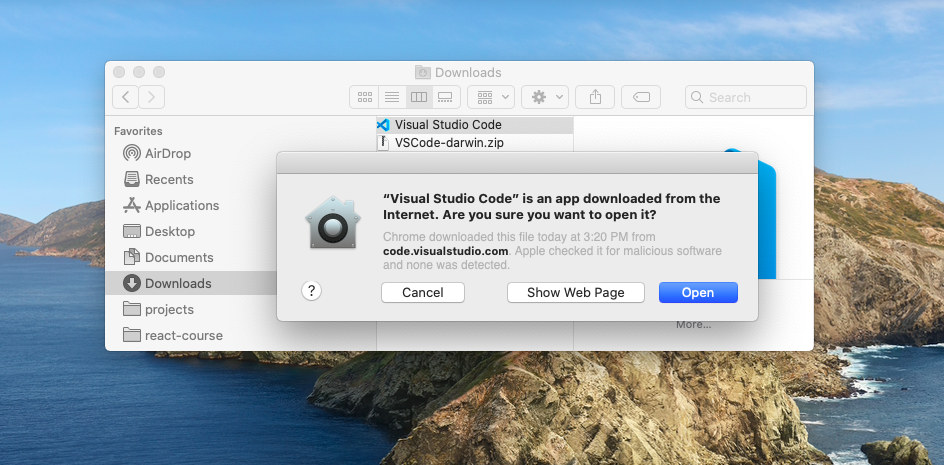 Downloads
Search
Favorites
AirDrop
Recents
Applications
Desktop
Documents
Downloads
projects
react-course
Visual Studio Code
VSCode-darwin.zip
“Visual Studio Code” is an app downloaded from the
Internet. Are you sure you want to open it?
Chrome downloaded this file today at 3:20 PM from
code.visualstudio.com. Apple checked it for malicious software
and none was detected.
?
Cancel
Show Web Page
Open
More...